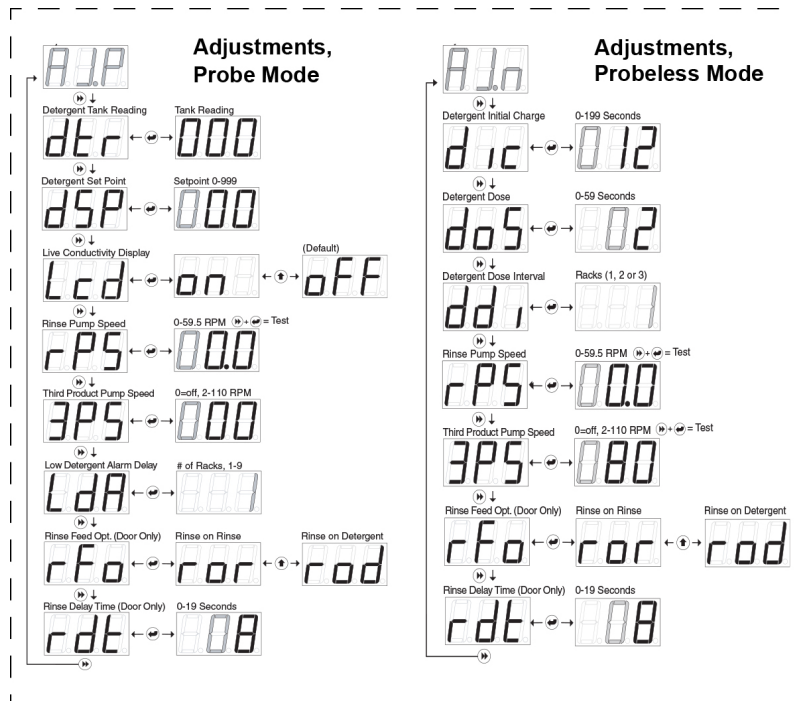 Adjustments,
Probe Mode
AJ.P
Detergent Tank Reading
Tank Reading
dtr
000
Detergent Set Point
Setpoint 0-999
dSP
000
Live Conductivity Display
(Default)
Lcd
on
oFF
Rinse Pump Speed
0-59.5 RPM + = Test
rPS
00.0
Third Product Pump Speed
0=off, 2-110 RPM
3PS
000
Low Detergent Alarm Delay
# of Racks, 1-9
LdA
1
Rinse Feed Opt. (Door Only)
Rinse on Rinse
Rinse on Detergent
rFo
ror
rod
Rinse Delay Time (Door Only)
0-19 Seconds
rdt
08
Adjustments,
Probeless Mode
AJ.n
Detergent Initial Charge
0-199 Seconds
dic
012
Detergent Dose
0-59 Seconds
doS
02
Detergent Dose Interval
Racks (1, 2 or 3)
ddi
1
Rinse Pump Speed
0-59.5 RPM + = Test
rPS
00.0
Third Product Pump Speed
0=off, 2-110 RPM + = Test
3PS
080
Rinse Feed Opt. (Door Only)
Rinse on Rinse
Rinse on Detergent
rFo
ror
rod
Rinse Delay Time (Door Only)
0-19 Seconds
rdt
08